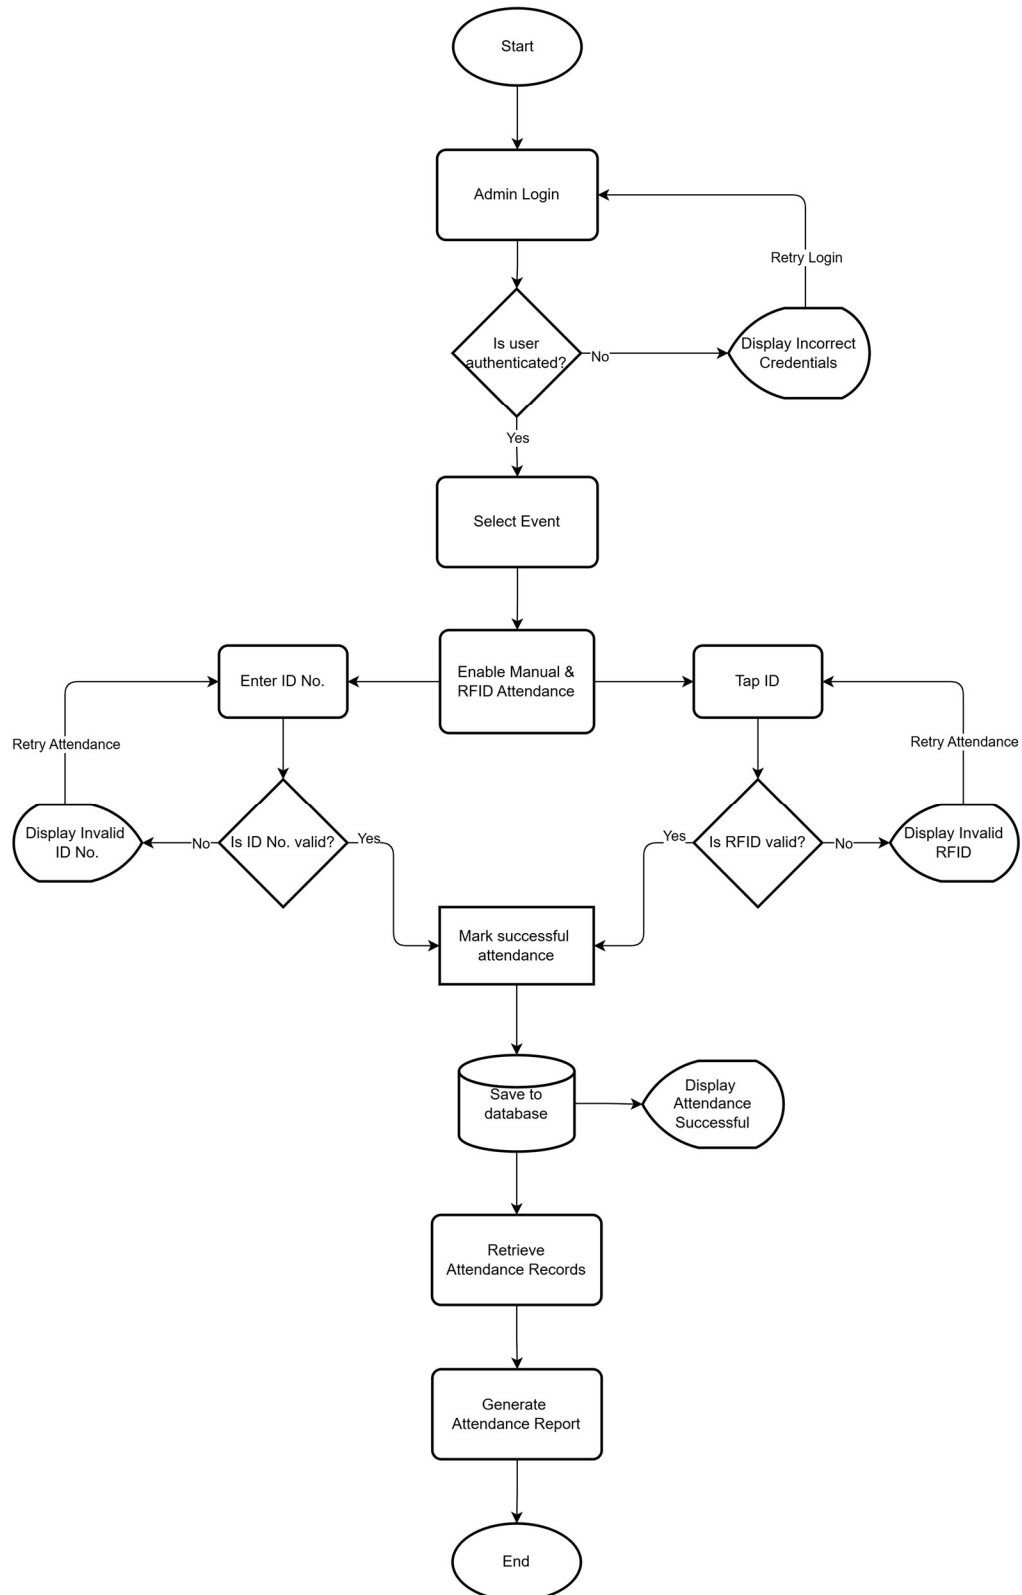 Start
Admin Login
Retry Login
Is user
authenticated?
No
Display Incorrect
Credentials
Yes
Select Event
Enter ID No.
Enable Manual &
RFID Attendance
Tap ID
Retry Attendance
Retry Attendance
Display Invalid
ID No.
No
Is ID No. valid?
Yes
Yes
Is RFID valid?
No
Display Invalid
RFID
Mark successful
attendance
Save to
database
Display
Attendance
Successful
Retrieve
Attendance Records
Generate
Attendance Report
End